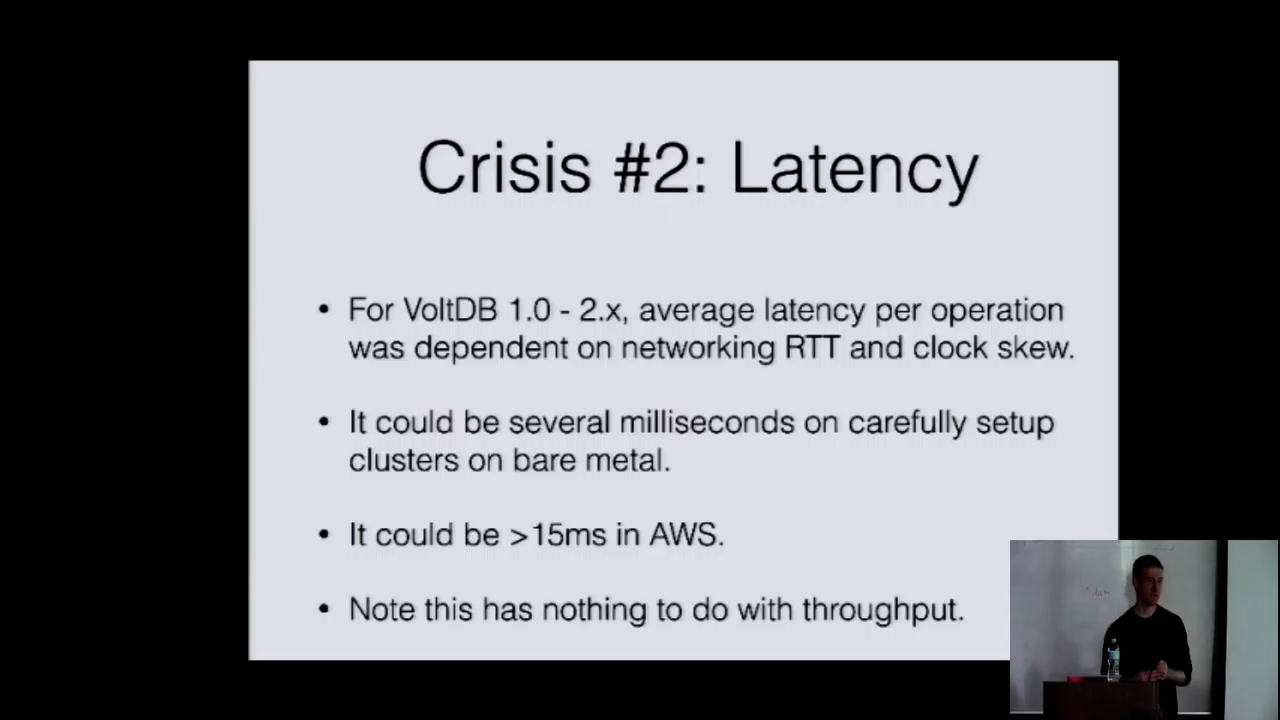 Crisis #2: Latency
• For VoltDB 1.0 - 2.x, average latency per operation
was dependent on networking RTT and clock skew.
• It could be several milliseconds on carefully setup
clusters on bare metal.
• It could be >15ms in AWS.
• Note this has nothing to do with throughput.